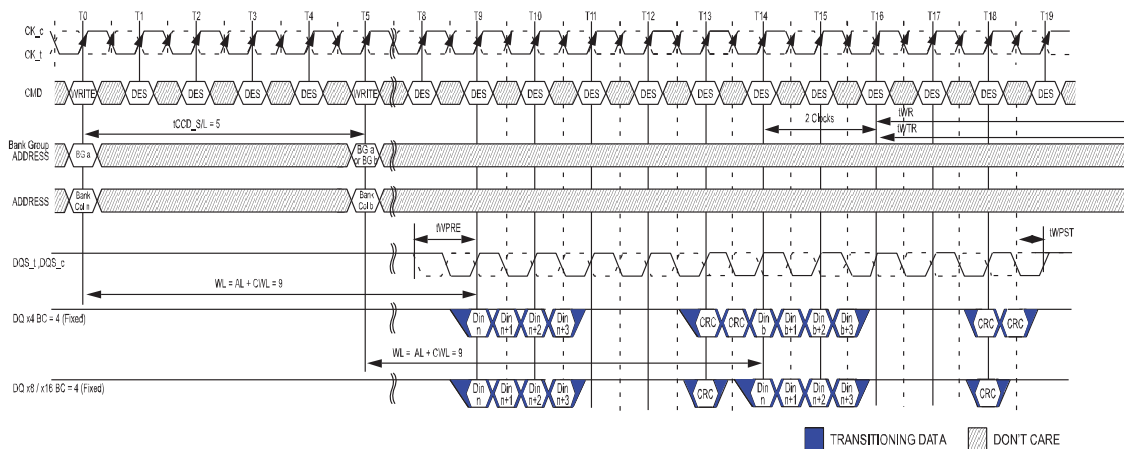 T0 T1 T2 T3 T4 T5 T8 T9 T10 T11 T12 T13 T14 T15 T16 T17 T18 T19
CK_c
CK_t
CMD WRITE DES DES DES DES WRITE DES DES DES DES DES DES DES DES DES DES DES DES
tCCD_S/L = 5 2 Clocks tWR
tWTR
Bank Group
ADDRESS BG a BG a
or BG b
ADDRESS Bank
Col n Bank
Col b
tWPRE tWPST
DQS_t,DQS_c
WL = AL + CWL = 9
DQ x4 BC = 4 (Fixed) Din
n Din
n+1 Din
n+2 Din
n+3 CRC CRC Din
b Din
b+1 Din
b+2 Din
b+3 CRC CRC
WL = AL + CWL = 9
DQ x8 / x16 BC = 4 (Fixed) Din
n Din
n+1 Din
n+2 Din
n+3 CRC Din
n Din
n+1 Din
n+2 Din
n+3 CRC
TRANSITIONING DATA DON'T CARE